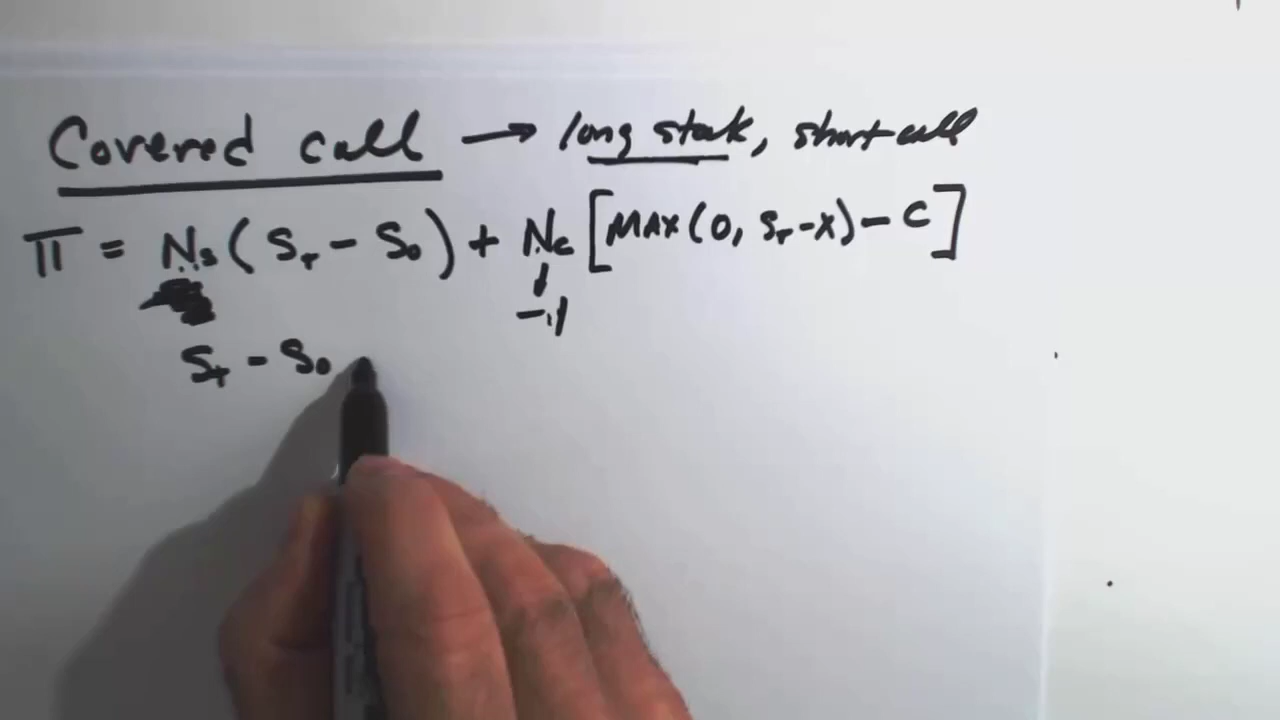 Covered call → long stock, short call
π = Ns (ST - S0) + Nc [MAX(0, ST - X) - C]
↓
-1
ST - S0